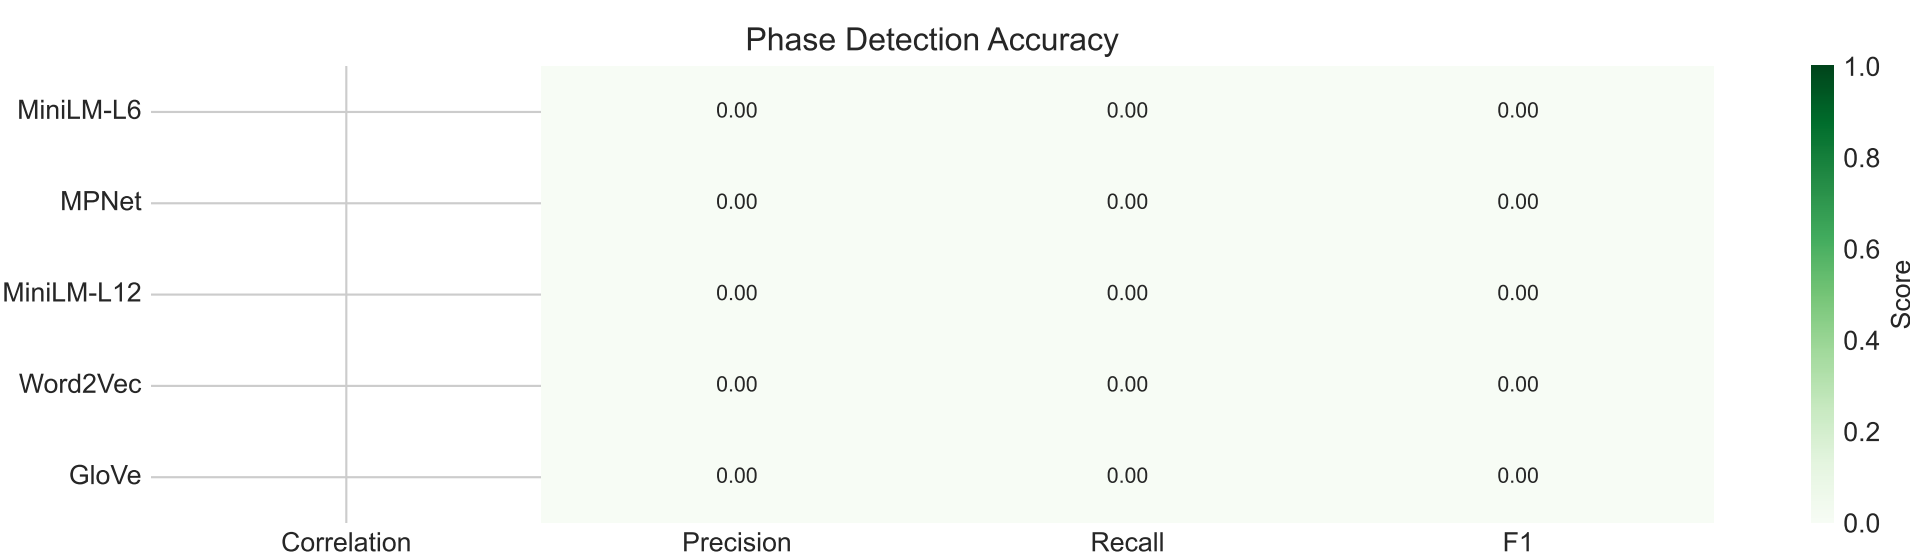 Phase Detection Accuracy
MiniLM-L6 0.00 0.00 0.00
MPNet 0.00 0.00 0.00
MiniLM-L12 0.00 0.00 0.00
Word2Vec 0.00 0.00 0.00
GloVe 0.00 0.00 0.00
Correlation Precision Recall F1
1.0
0.8
0.6
0.4
0.2
0.0
Score